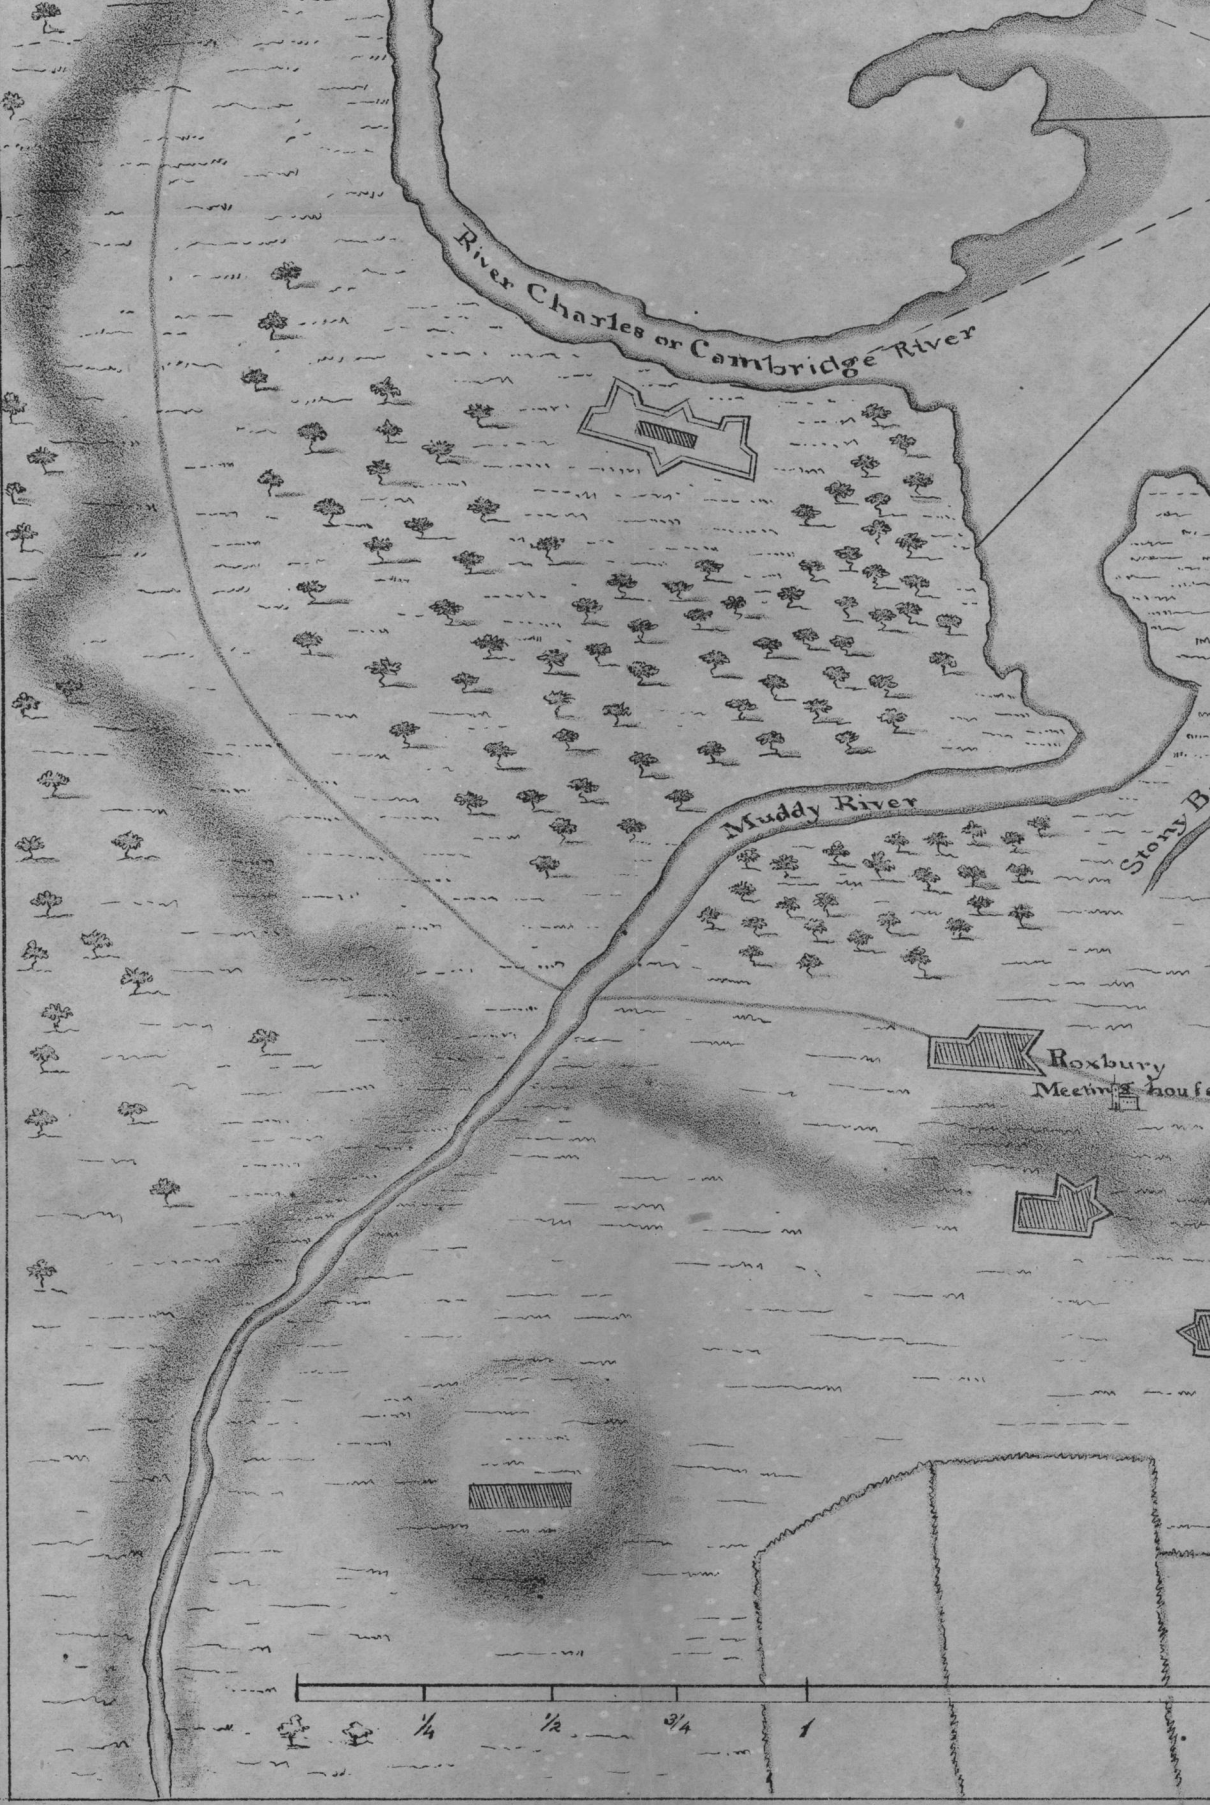 River Charles or Cambridge River
Muddy River
Stony B
Roxbury
Meeting house
1/4 1/2 3/4 1